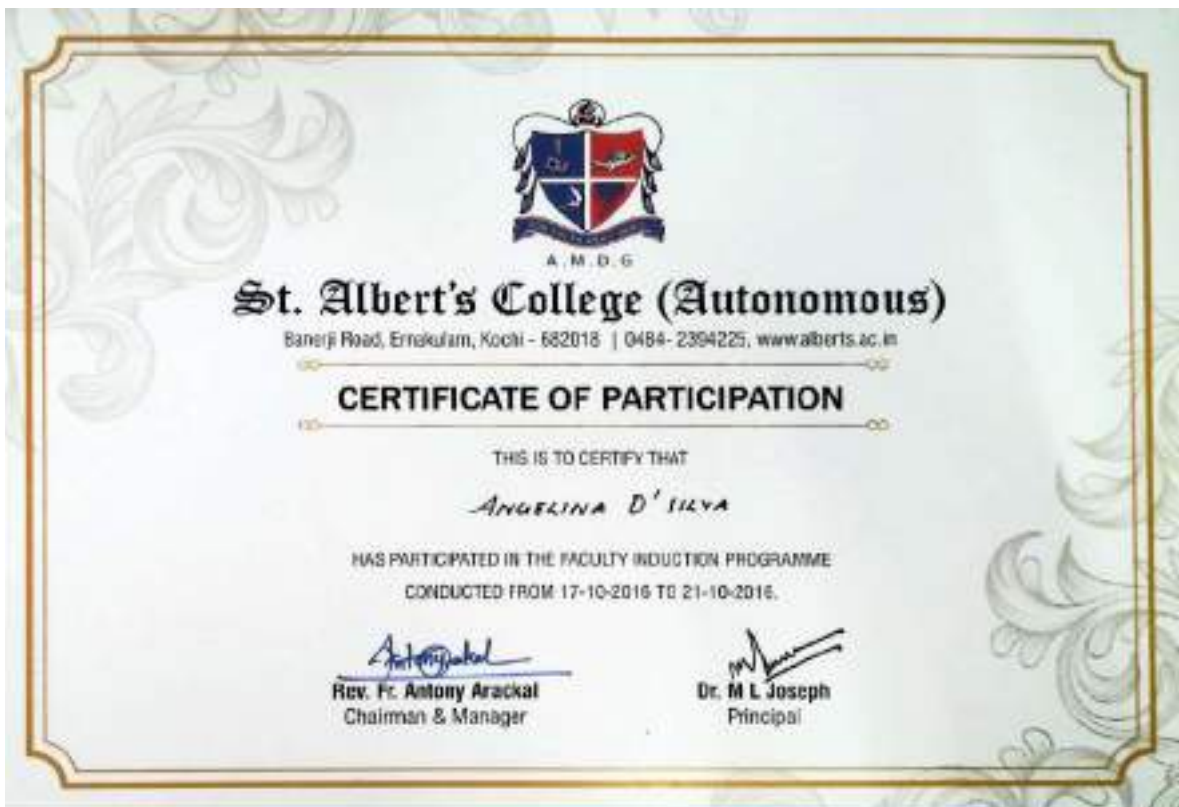 A.M.D.G
St. Albert's College (Autonomous)
Banerji Road, Ernakulam, Kochi - 682018 | 0484- 2394225, www.alberts.ac.in
CERTIFICATE OF PARTICIPATION
THIS IS TO CERTIFY THAT
ANGELINA D'SILVA
HAS PARTICIPATED IN THE FACULTY INDUCTION PROGRAMME
CONDUCTED FROM 17-10-2016 TO 21-10-2016.
Rev. Fr. Antony Arackal
Chairman & Manager
Dr. M L Joseph
Principal